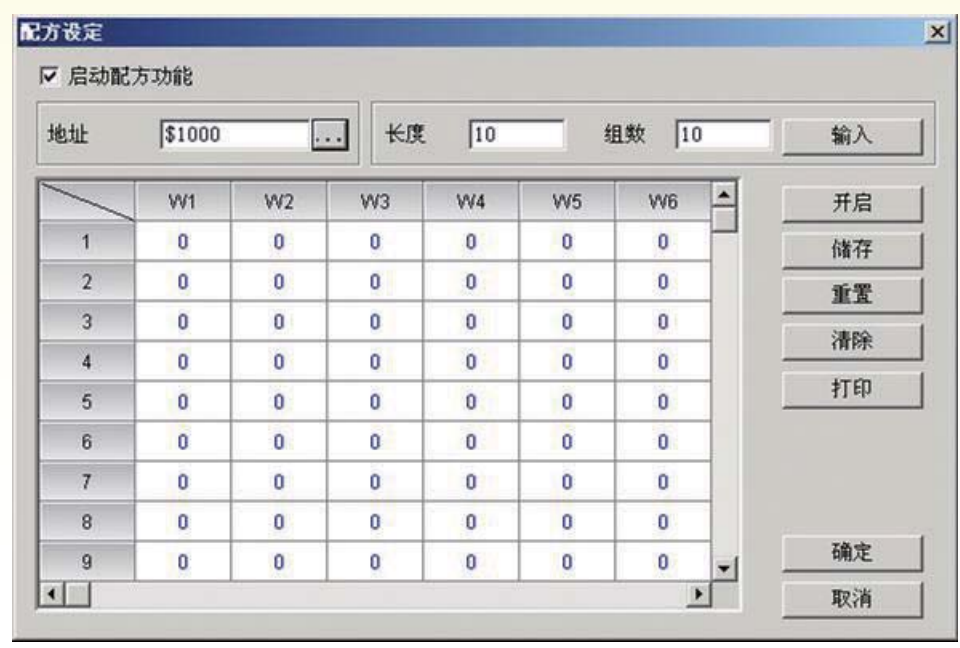 配方设定
启动配方功能
地址 $1000 ... 长度 10 组数 10 输入
W1 W2 W3 W4 W5 W6
1 0 0 0 0 0 0
2 0 0 0 0 0 0
3 0 0 0 0 0 0
4 0 0 0 0 0 0
5 0 0 0 0 0 0
6 0 0 0 0 0 0
7 0 0 0 0 0 0
8 0 0 0 0 0 0
9 0 0 0 0 0 0
开启
储存
重置
清除
打印
确定
取消